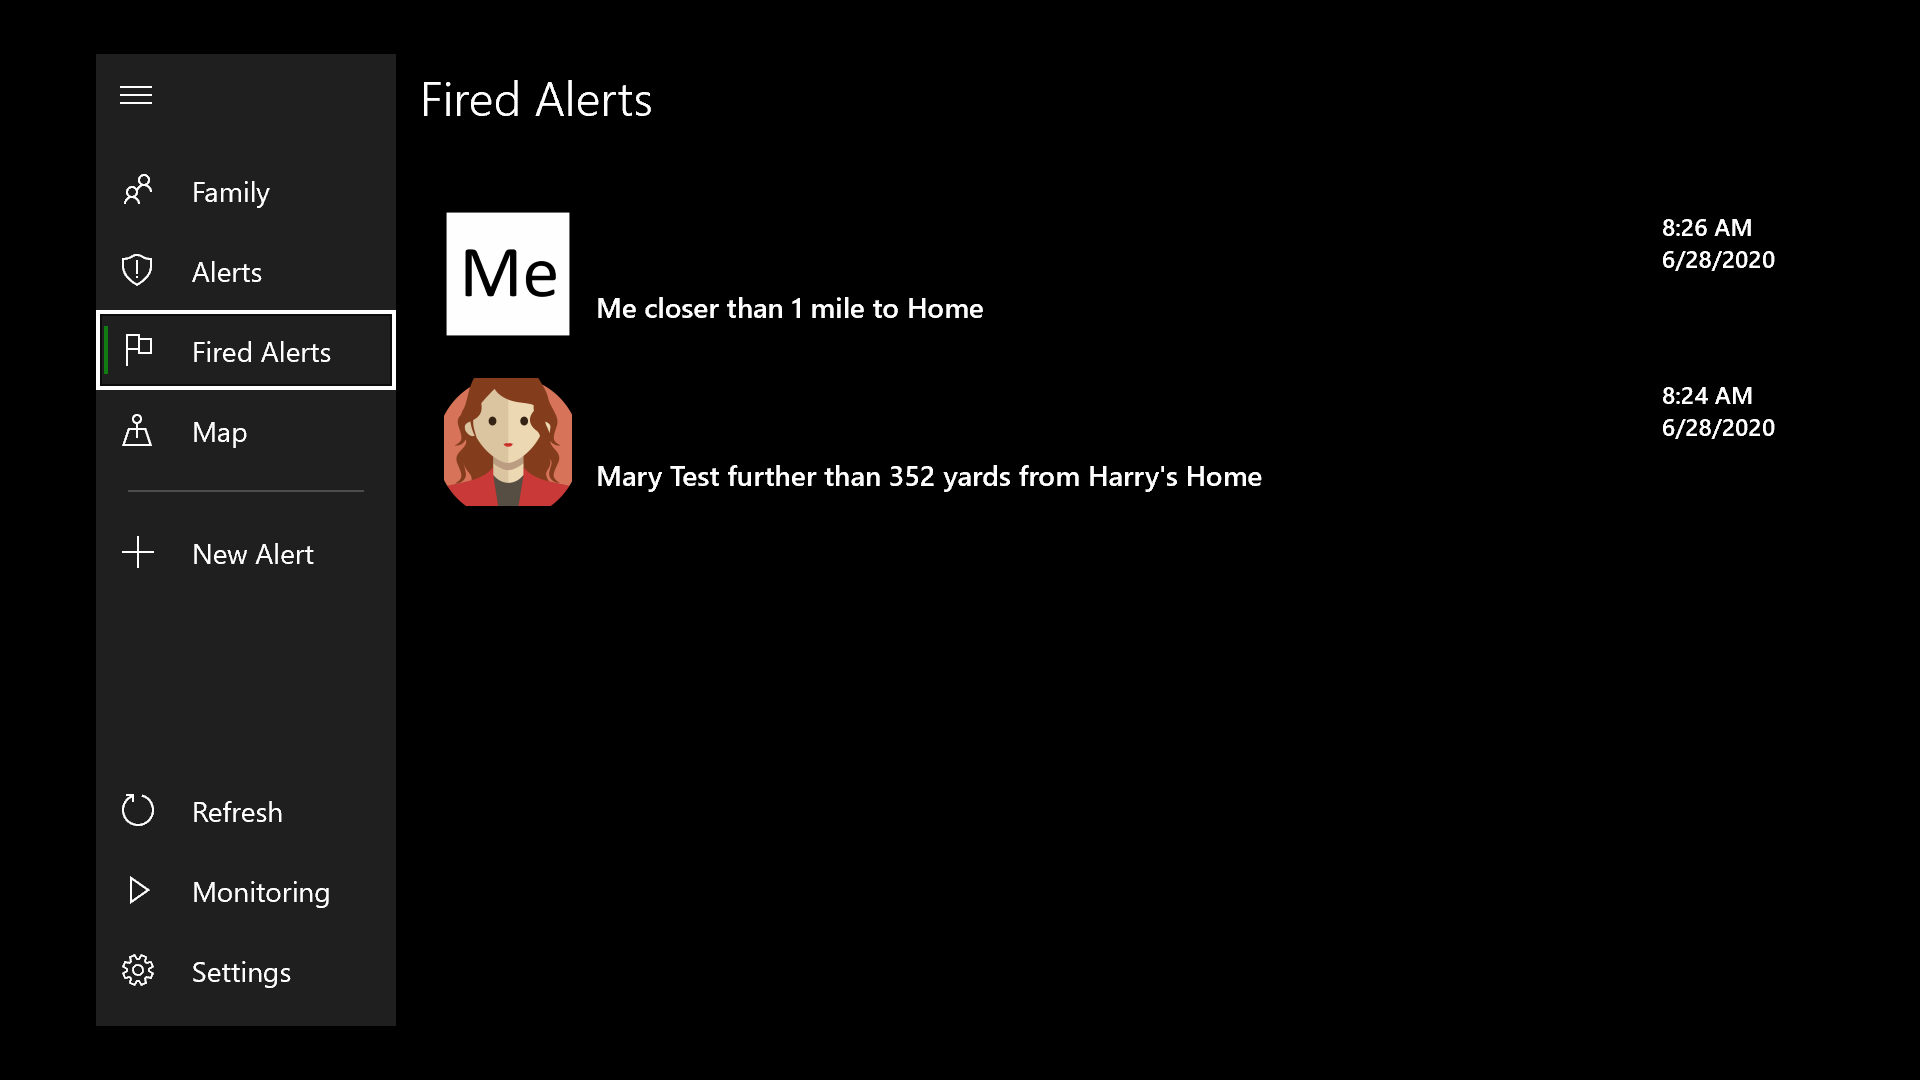 Fired Alerts
Family
Alerts
Fired Alerts
Map
New Alert
Refresh
Monitoring
Settings
Me
Me closer than 1 mile to Home
8:26 AM
6/28/2020
Mary Test further than 352 yards from Harry's Home
8:24 AM
6/28/2020